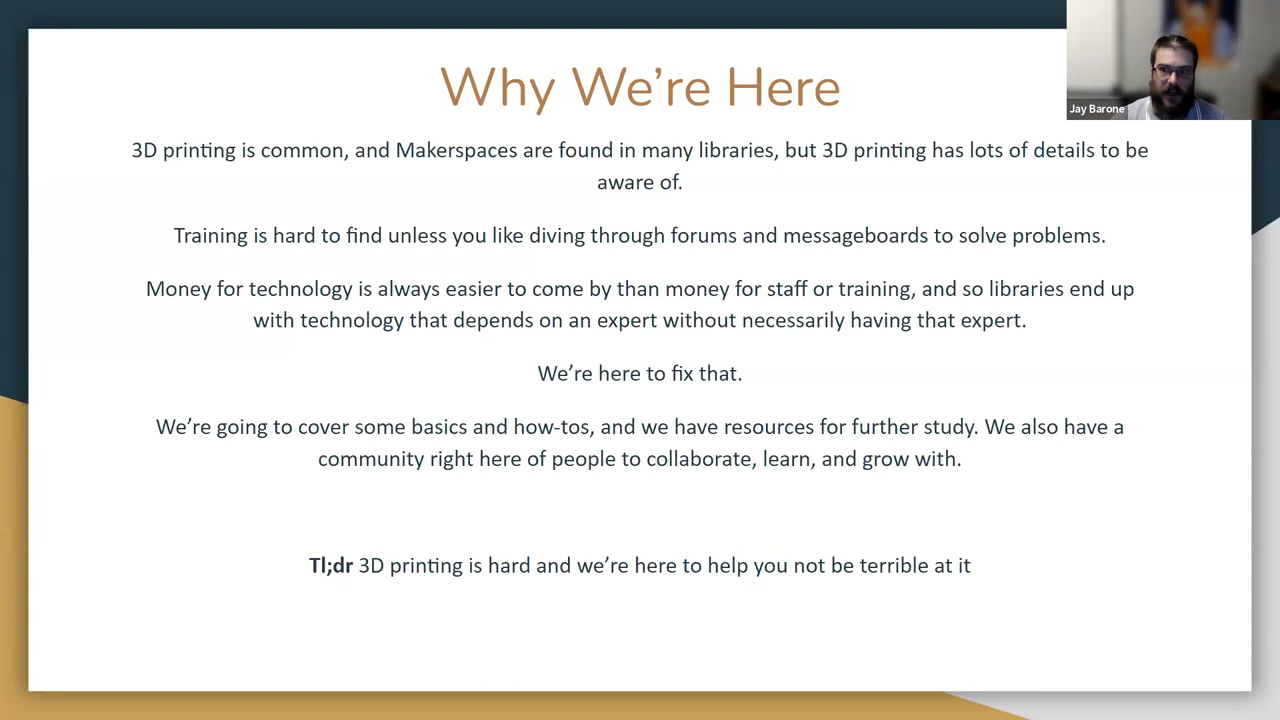 Why We’re Here
Jay Barone
3D printing is common, and Makerspaces are found in many libraries, but 3D printing has lots of details to be
aware of.
Training is hard to find unless you like diving through forums and messageboards to solve problems.
Money for technology is always easier to come by than money for staff or training, and so libraries end up
with technology that depends on an expert without necessarily having that expert.
We’re here to fix that.
We’re going to cover some basics and how-tos, and we have resources for further study. We also have a
community right here of people to collaborate, learn, and grow with.
Tl;dr 3D printing is hard and we’re here to help you not be terrible at it